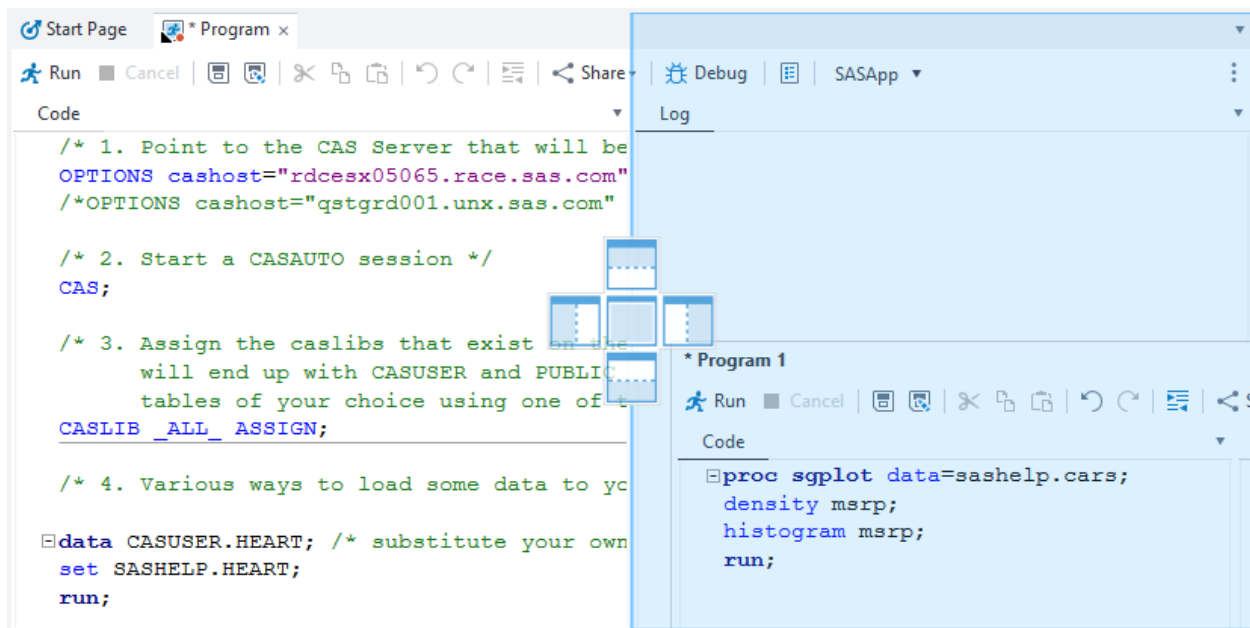 Start Page * Program ×
Run Cancel Share Debug SASApp
Code
Log
/* 1. Point to the CAS Server that will be
OPTIONS cashost="rdcesx05065.race.sas.com"
/*OPTIONS cashost="qstgrd001.unx.sas.com"
/* 2. Start a CASAUTO session */
CAS;
/* 3. Assign the caslibs that exist on the
will end up with CASUSER and PUBLIC
tables of your choice using one of t
CASLIB _ALL_ ASSIGN;
/* 4. Various ways to load some data to yo
data CASUSER.HEART; /* substitute your own
set SASHELP.HEART;
run;
* Program 1
Run Cancel S
Code
proc sgplot data=sashelp.cars;
density msrp;
histogram msrp;
run;